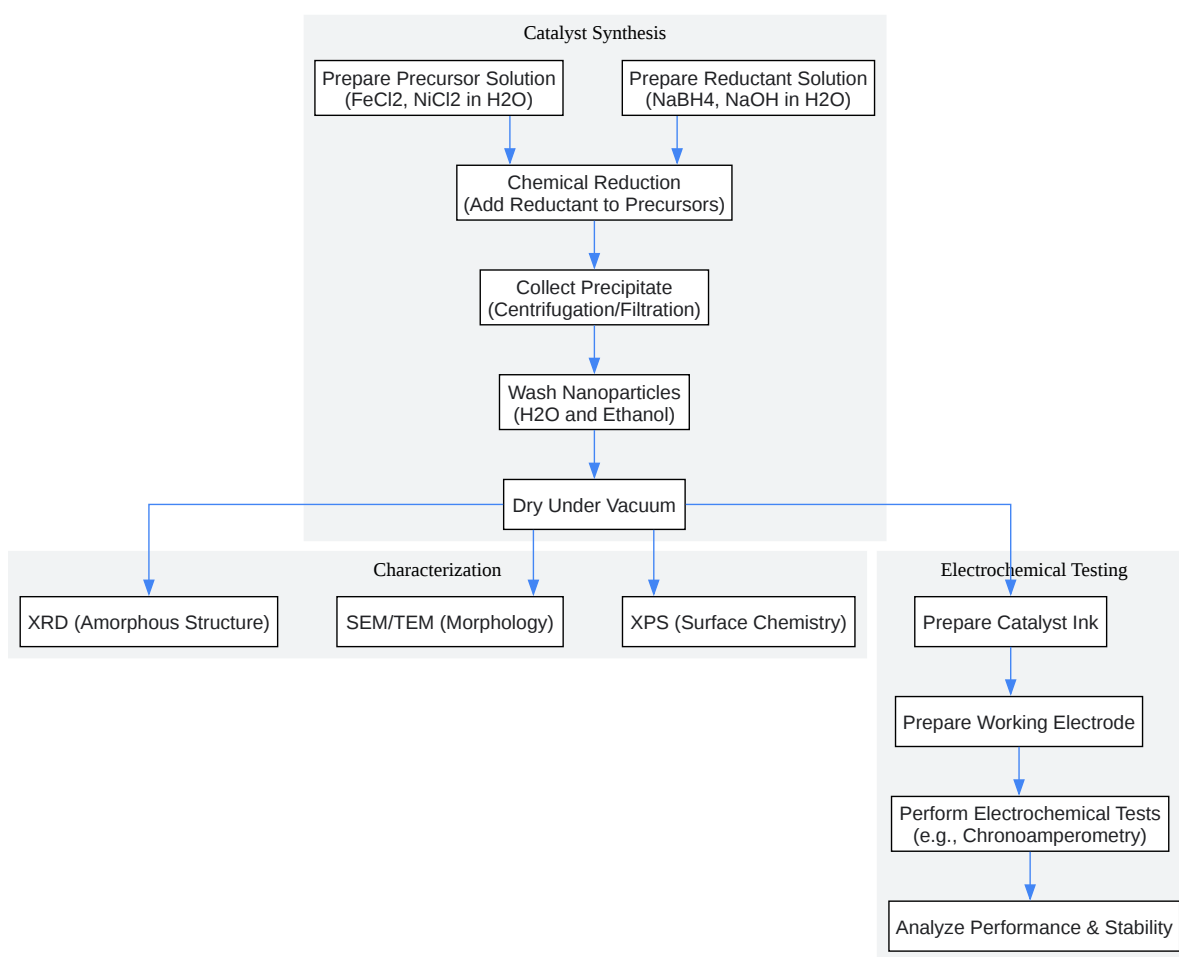 Catalyst Synthesis
Prepare Precursor Solution
(FeCl2, NiCl2 in H2O)
Prepare Reductant Solution
(NaBH4, NaOH in H2O)
Chemical Reduction
(Add Reductant to Precursors)
Collect Precipitate
(Centrifugation/Filtration)
Wash Nanoparticles
(H2O and Ethanol)
Dry Under Vacuum
Characterization
XRD (Amorphous Structure)
SEM/TEM (Morphology)
XPS (Surface Chemistry)
Electrochemical Testing
Prepare Catalyst Ink
Prepare Working Electrode
Perform Electrochemical Tests
(e.g., Chronoamperometry)
Analyze Performance & Stability